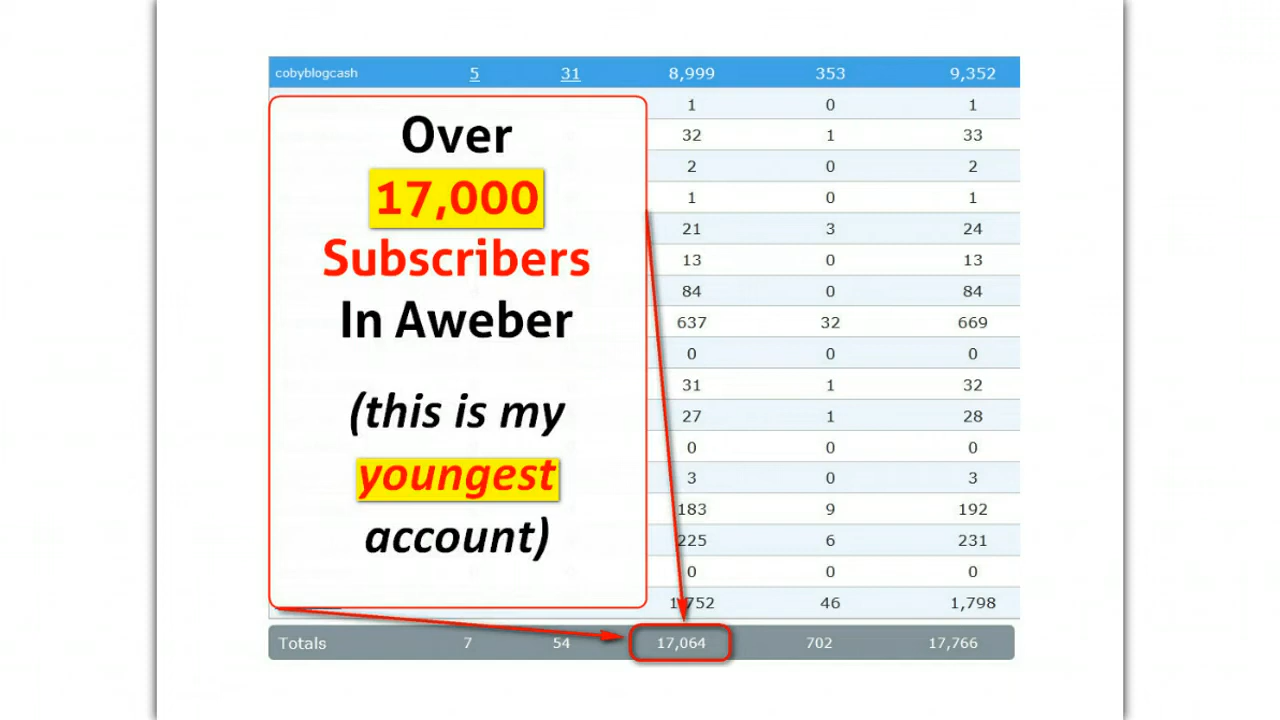 cobyblogcash 5 31 8,999 353 9,352
Over
17,000
Subscribers
In Aweber
(this is my
youngest
account)
1 0 1
32 1 33
2 0 2
1 0 1
21 3 24
13 0 13
84 0 84
637 32 669
0 0 0
31 1 32
27 1 28
0 0 0
3 0 3
183 9 192
225 6 231
0 0 0
1,752 46 1,798
Totals 7 54 17,064 702 17,766